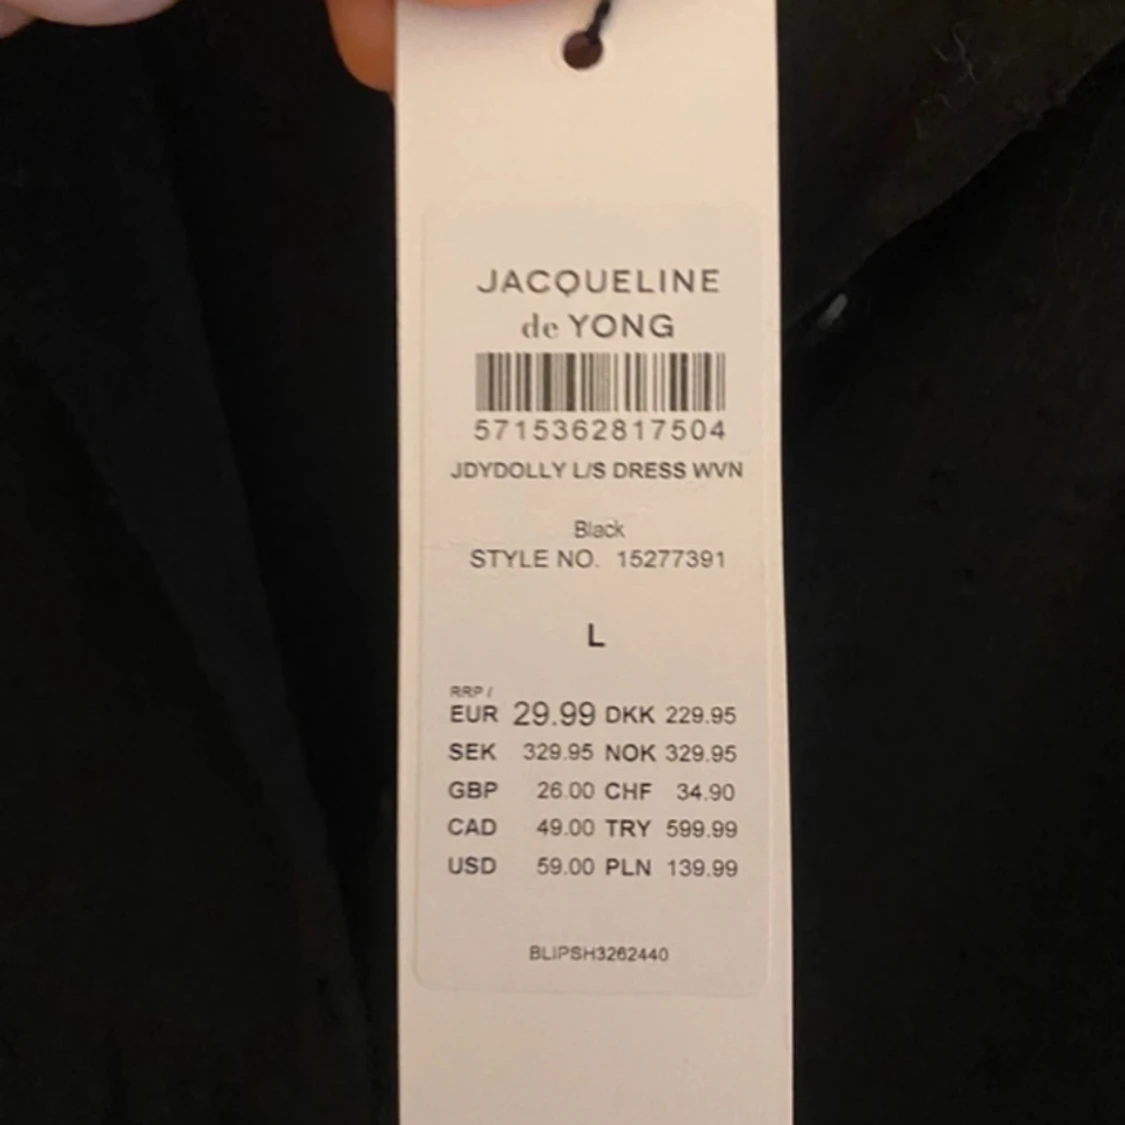 JACQUELINE
de YONG
5715362817504
JDYDOLLY L/S DRESS WVN
Black
STYLE NO. 15277391
L
RRP /
EUR 29.99 DKK 229.95
SEK 329.95 NOK 329.95
GBP 26.00 CHF 34.90
CAD 49.00 TRY 599.99
USD 59.00 PLN 139.99
BLIPSH3262440